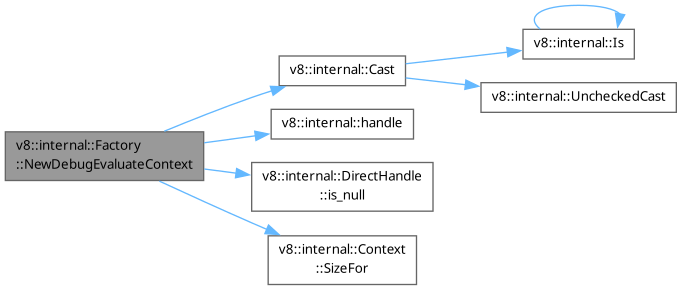 v8::internal::Is
v8::internal::Cast
v8::internal::UncheckedCast
v8::internal::handle
v8::internal::Factory
::NewDebugEvaluateContext
v8::internal::DirectHandle
::is_null
v8::internal::Context
::SizeFor